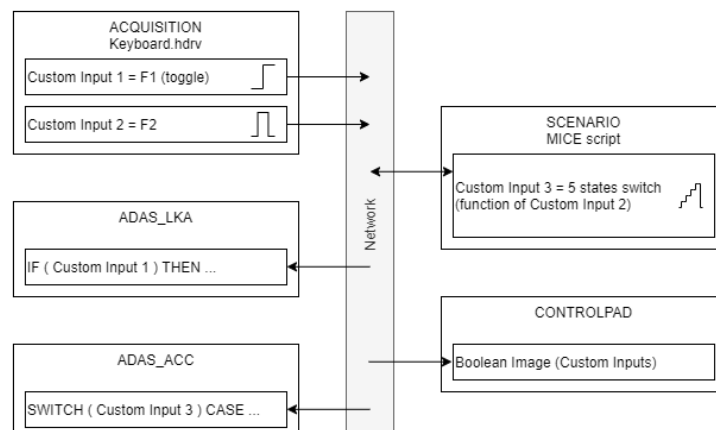 ACQUISITION
Keyboard.hdrv
Custom Input 1 = F1 (toggle)
Custom Input 2 = F2
ADAS_LKA
IF ( Custom Input 1 ) THEN ...
ADAS_ACC
SWITCH ( Custom Input 3 ) CASE ...
Network
SCENARIO
MICE script
Custom Input 3 = 5 states switch
(function of Custom Input 2)
CONTROLPAD
Boolean Image (Custom Inputs)